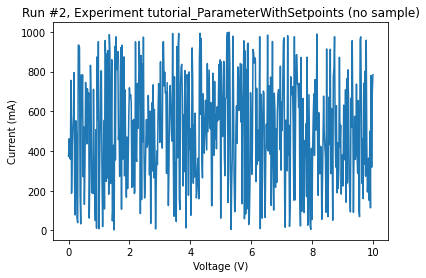 Run #2, Experiment tutorial_ParameterWithSetpoints (no sample)
1000
800
600
400
200
0
Current (mA)
0 2 4 6 8 10
Voltage (V)